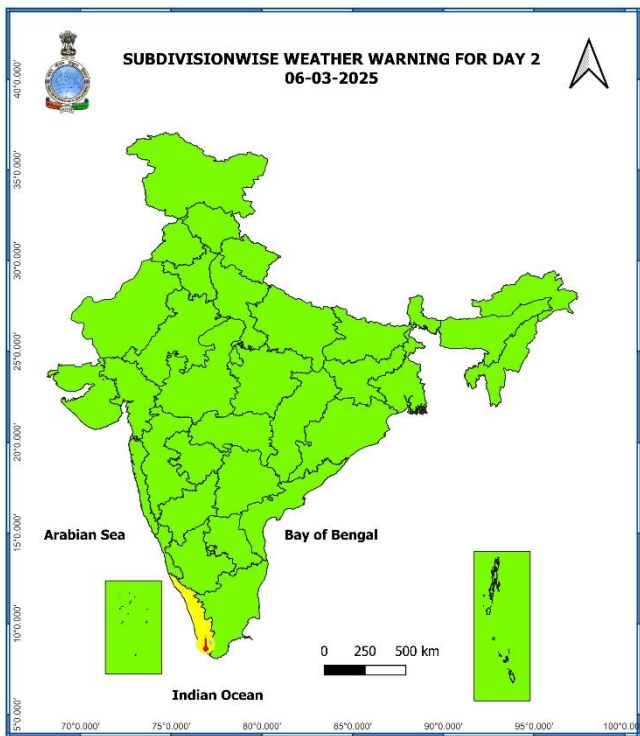 SUBDIVISIONWISE WEATHER WARNING FOR DAY 2
06-03-2025
40°0.000'
35°0.000'
30°0.000'
25°0.000'
20°0.000'
15°0.000'
10°0.000'
5°0.000'
Arabian Sea
Bay of Bengal
0 250 500 km
Indian Ocean
70°0.000' 75°0.000' 80°0.000' 85°0.000' 90°0.000' 95°0.000' 100°0.00